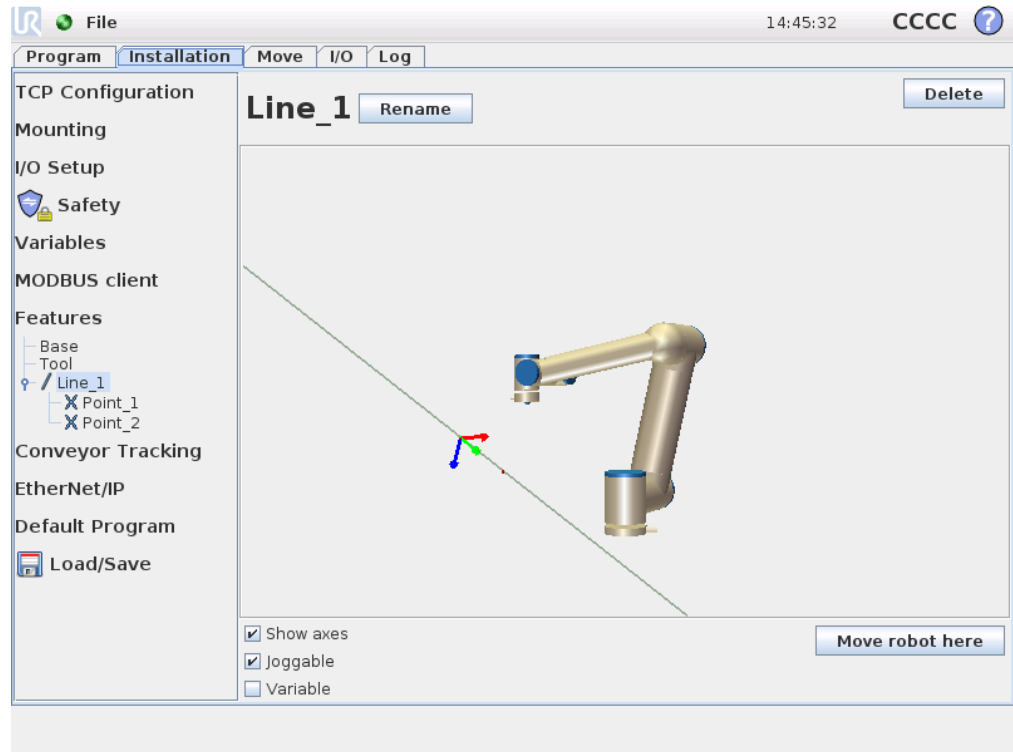 UR File 14:45:32 CCCC ?
Program Installation Move I/O Log
TCP Configuration
Mounting
I/O Setup
Safety
Variables
MODBUS client
Features
Base
Tool
Line_1
Point_1
Point_2
Conveyor Tracking
EtherNet/IP
Default Program
Load/Save
Line_1 Rename Delete
Show axes
Joggable
Variable
Move robot here